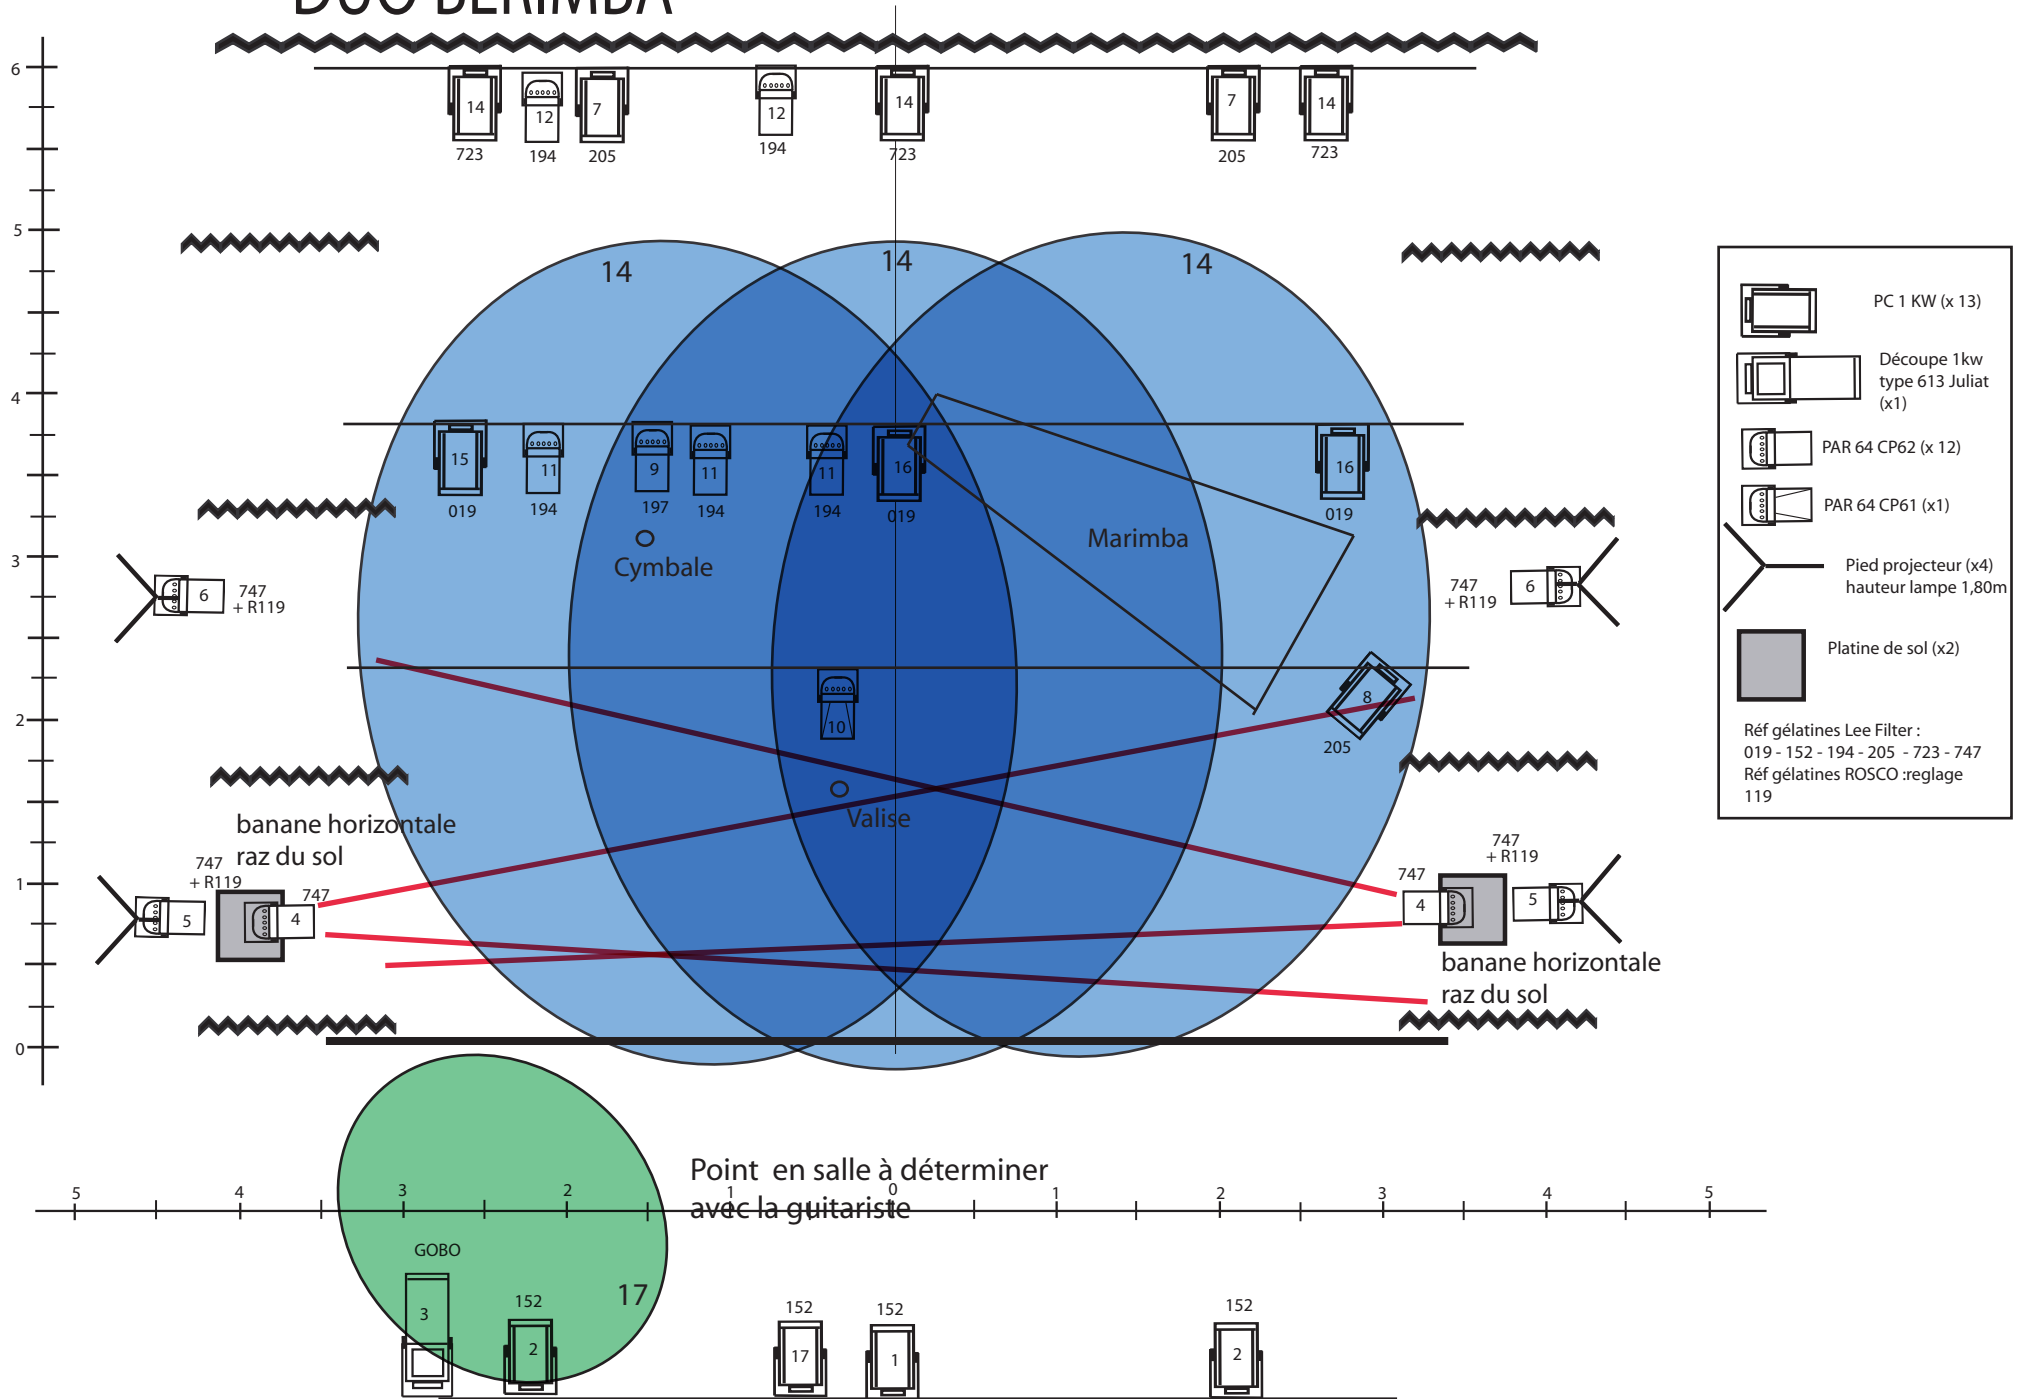 DUO BERIMBA
6
14
12
7
12
14
7
14
723
194
205
194
723
205
723
5
14
14
14
PC 1 KW (x 13)
Découpe 1kw
type 613 Juliat
(x1)
4
15
11
9
11
11
16
16
PAR 64 CP62 (x 12)
019
194
197
194
194
019
019
PAR 64 CP61 (x1)
Cymbale
Marimba
3
6
747
+ R119
747
+ R119
6
Pied projecteur (x4)
hauteur lampe 1,80m
Platine de sol (x2)
2
10
8
205
Réf gélatines Lee Filter :
019 - 152 - 194 - 205 - 723 - 747
Réf gélatines ROSCO :reglage
119
Valise
banane horizontale
raz du sol
747
+ R119
747
+ R119
1
747
747
5
4
4
5
banane horizontale
raz du sol
0
Point en salle à déterminer
avec la guitariste
5
4
3
2
1
0
1
2
3
4
5
GOBO
17
152
152
152
152
3
2
17
1
2